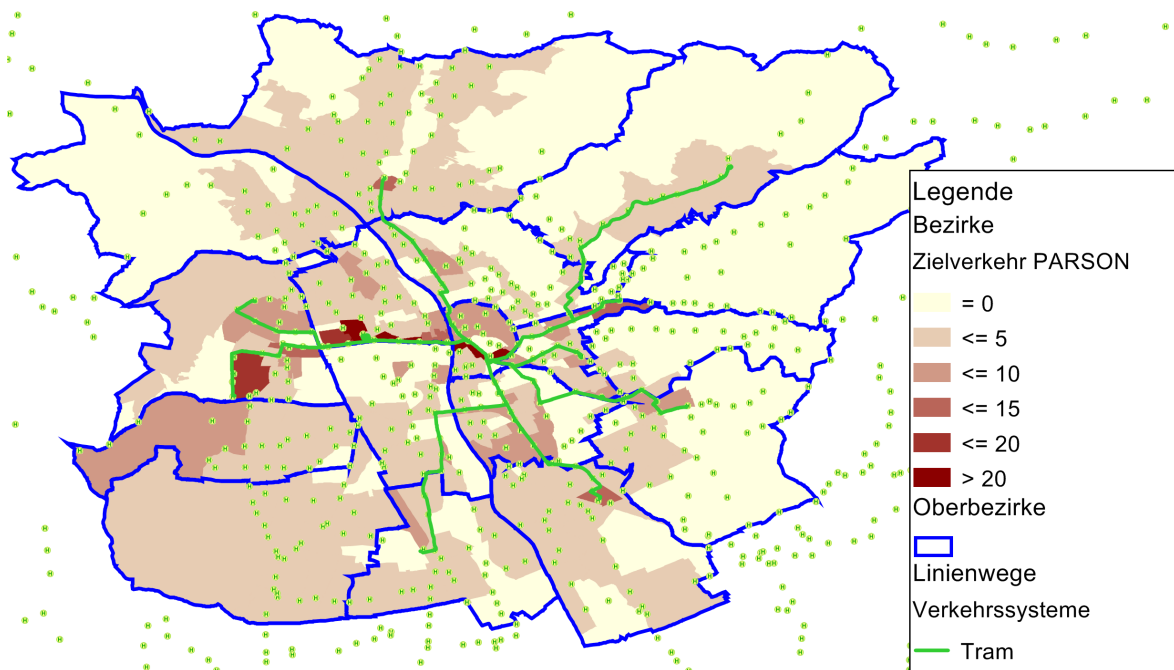 Legende
Bezirke
Zielverkehr PARSON
= 0
<= 5
<= 10
<= 15
<= 20
> 20
Oberbezirke
Linienwege
Verkehrssysteme
Tram